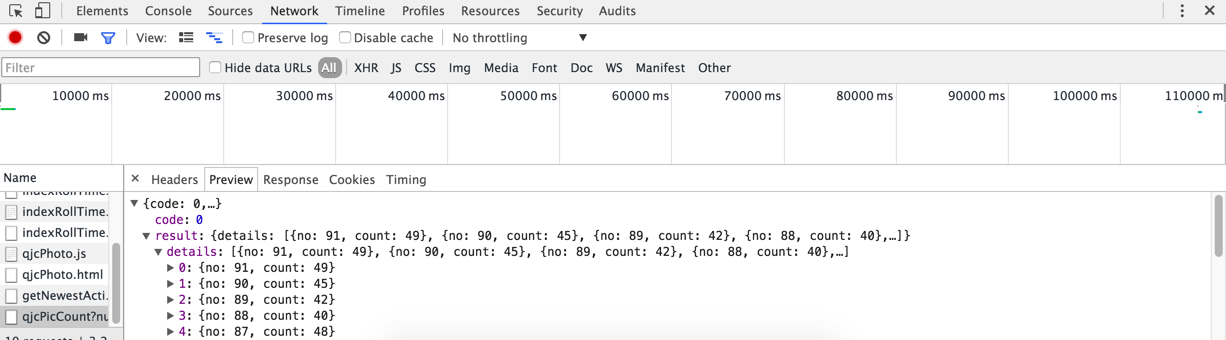 Elements Console Sources Network Timeline Profiles Resources Security Audits
View: Preserve log Disable cache No throttling
Filter Hide data URLs All XHR JS CSS Img Media Font Doc WS Manifest Other
10000 ms 20000 ms 30000 ms 40000 ms 50000 ms 60000 ms 70000 ms 80000 ms 90000 ms 100000 ms 110000 m
Name
× Headers Preview Response Cookies Timing
indexRollTime.
indexRollTime.
indexRollTime.
qjcPhoto.js
qjcPhoto.html
getNewestActi.
qjcPicCount?nu
{code: 0,…}
code: 0
result: {details: [{no: 91, count: 49}, {no: 90, count: 45}, {no: 89, count: 42}, {no: 88, count: 40},…]}
details: [{no: 91, count: 49}, {no: 90, count: 45}, {no: 89, count: 42}, {no: 88, count: 40},…]
0: {no: 91, count: 49}
1: {no: 90, count: 45}
2: {no: 89, count: 42}
3: {no: 88, count: 40}
4: {no: 87, count: 48}